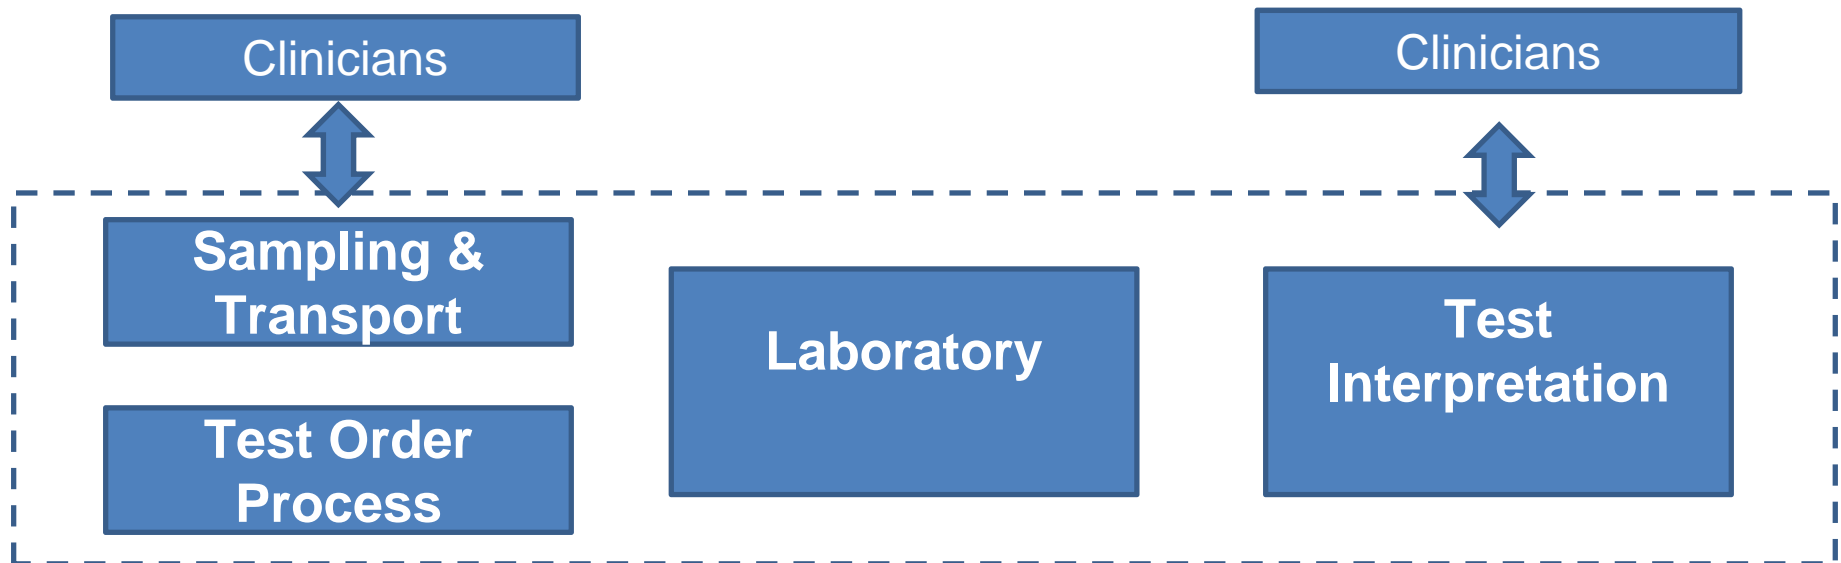 Clinicians
Clinicians
Sampling &
Transport
Test Order
Process
Laboratory
Test
Interpretation